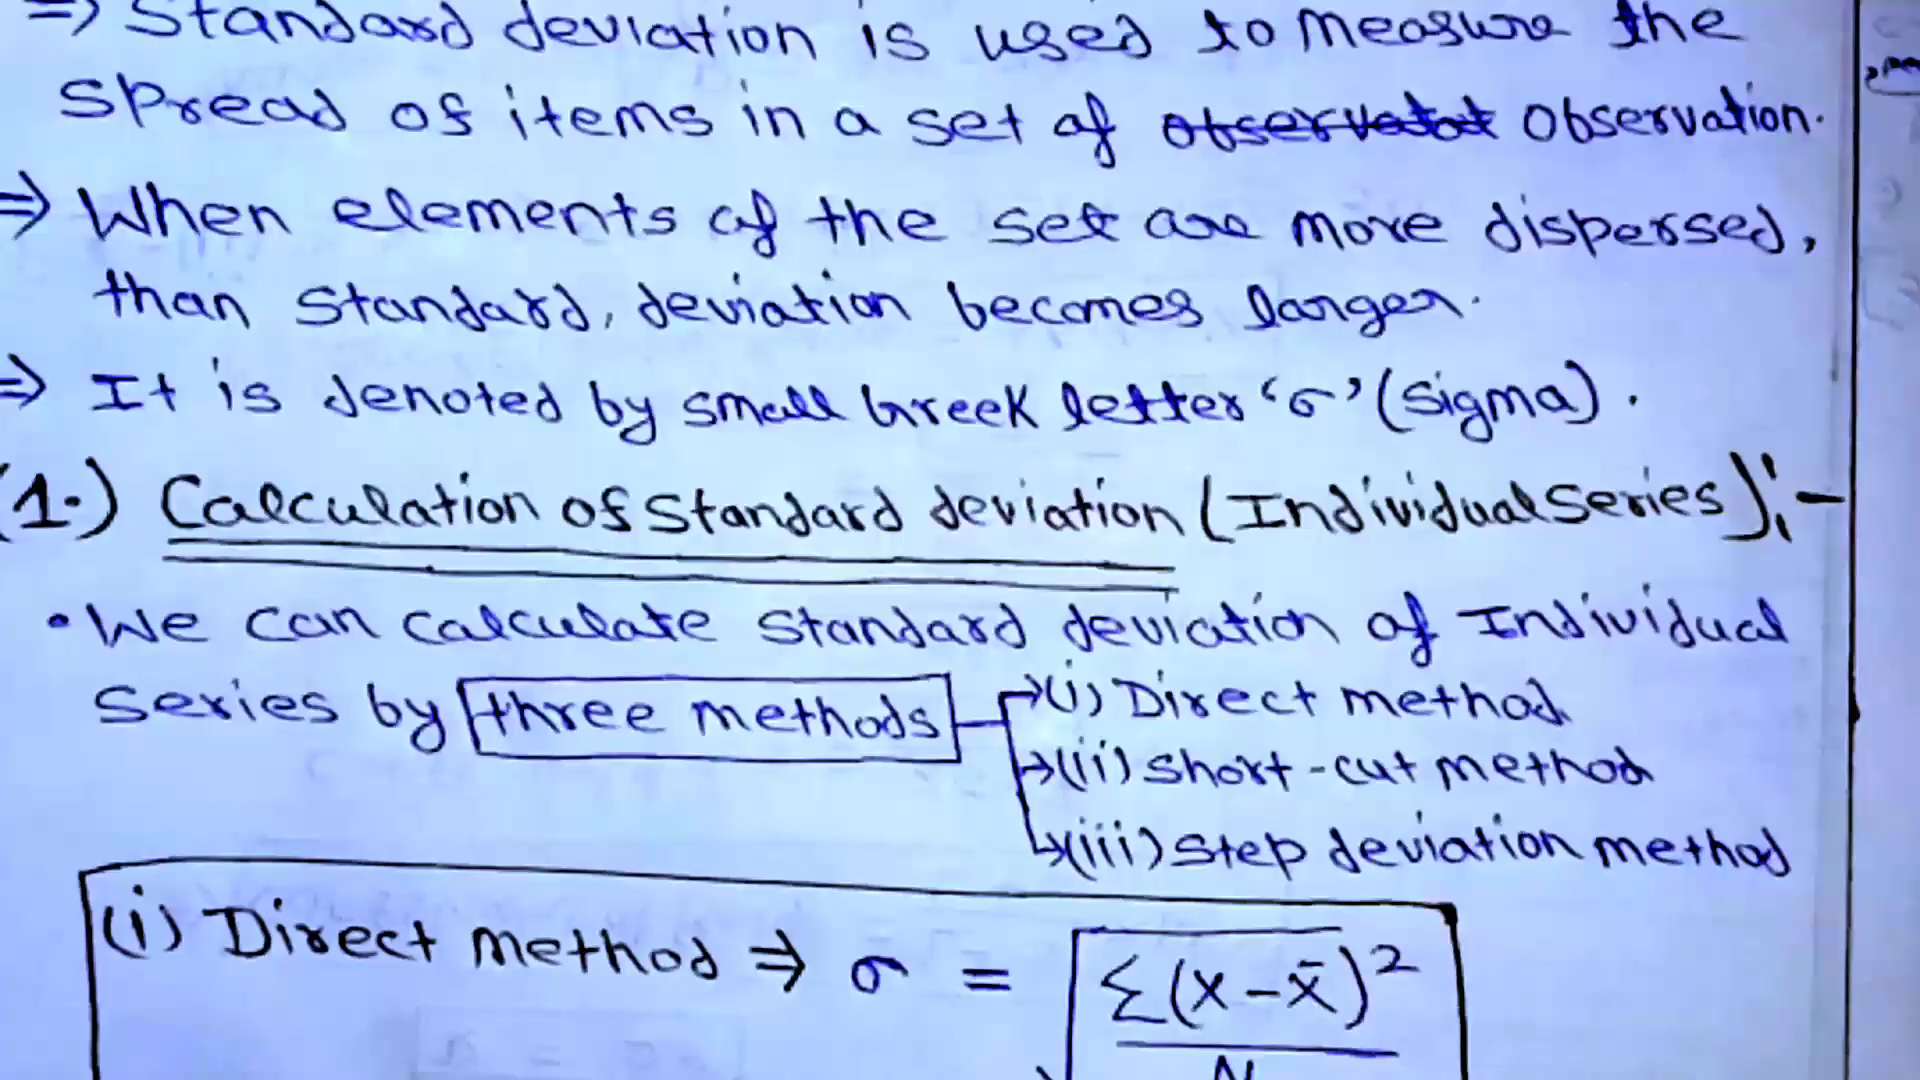 ⇒ Standard deviation is used to measure the
spread of items in a set of observation.
⇒ When elements of the set are more dispersed,
than standard, deviation becomes larger.
⇒ It is denoted by small Greek letter 'σ' (sigma).
(1.) Calculation of Standard deviation (Individual Series):-
• We can calculate standard deviation of Individual
series by three methods → (i) Direct method
→ (ii) short-cut method
→ (iii) step deviation method
(i) Direct method ⇒ σ = √Σ(x-x̄)²
N